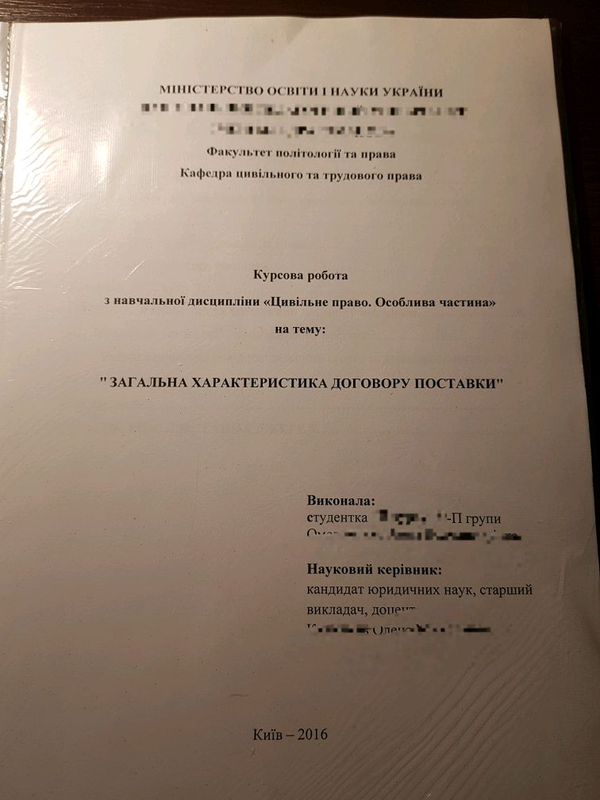 МІНІСТЕРСТВО ОСВІТИ І НАУКИ УКРАЇНИ
Факультет політології та права
Кафедра цивільного та трудового права
Курсова робота
з навчальної дисципліни «Цивільне право. Особлива частина»
на тему:
" ЗАГАЛЬНА ХАРАКТЕРИСТИКА ДОГОВОРУ ПОСТАВКИ"
Виконала:
студентка -П групи
Науковий керівник:
кандидат юридичних наук, старший
викладач, доцент
Київ – 2016